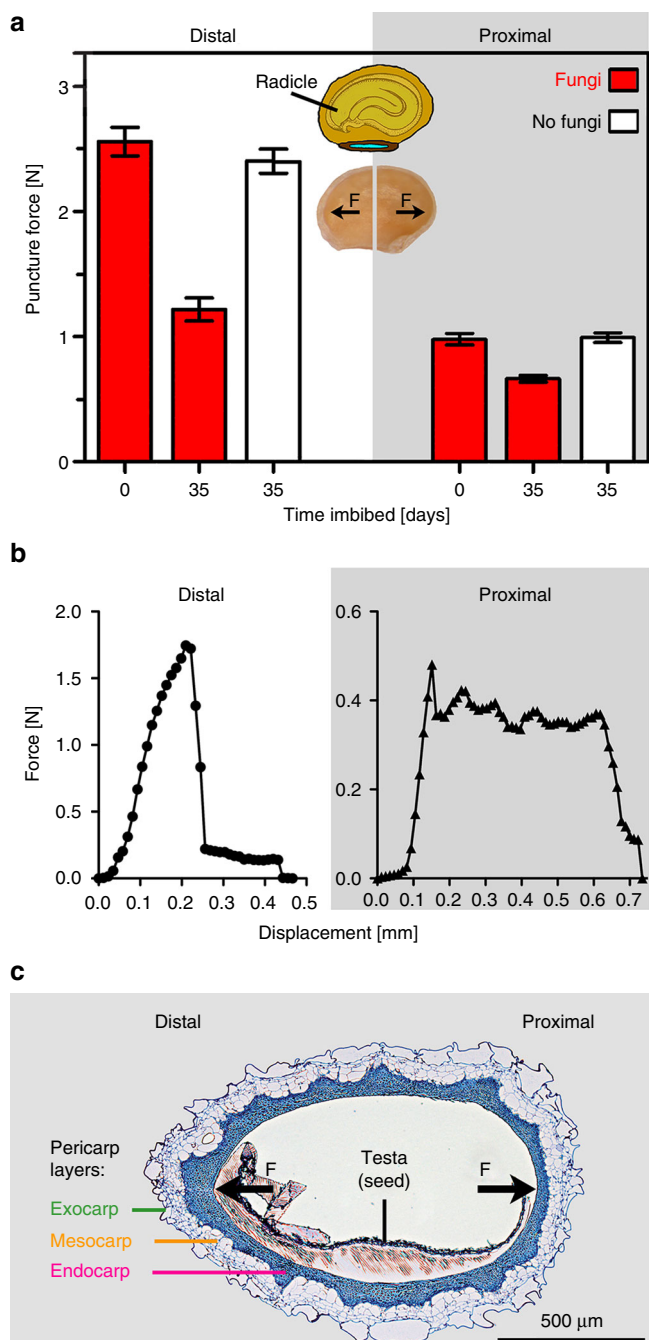 a
Distal
Proximal
Radicle
Fungi
No fungi
F
F
Puncture force [N]
3
2
1
0
0
35
35
0
35
35
Time imbibed [days]
b
Distal
Proximal
Force [N]
2.0
1.5
1.0
0.5
0.0
0.0 0.1 0.2 0.3 0.4 0.5
0.6
0.4
0.2
0.0
0.0 0.1 0.2 0.3 0.4 0.5 0.6 0.7
Displacement [mm]
c
Distal
Proximal
Pericarp
layers:
Exocarp
Mesocarp
Endocarp
F
Testa
(seed)
F
500 µm